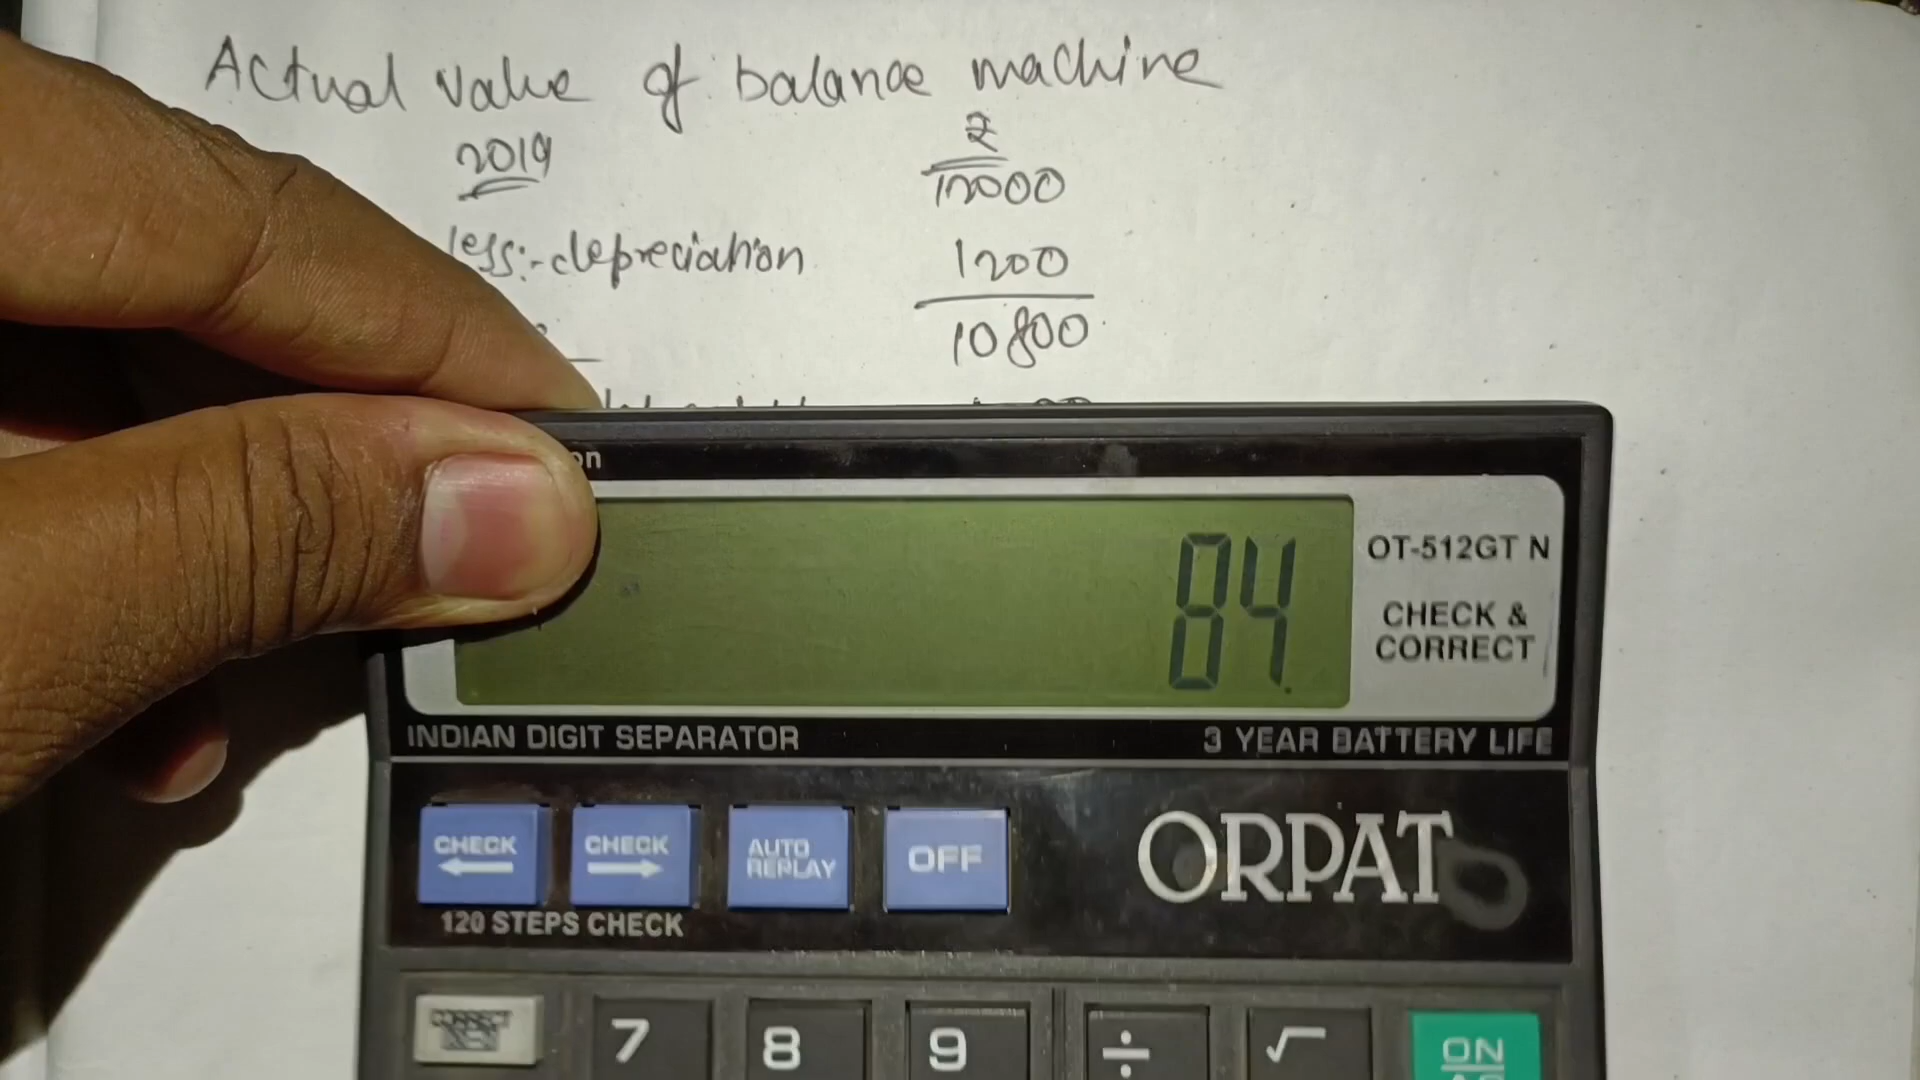 Actual value of balance machine
2019 ₹
12000
less:- depreciation 1200
10800
on
84.
OT-512GT N
CHECK &
CORRECT
INDIAN DIGIT SEPARATOR 3 YEAR BATTERY LIFE
CHECK CHECK AUTO REPLAY OFF ORPAT
120 STEPS CHECK
7 8 9 ÷ √ ON